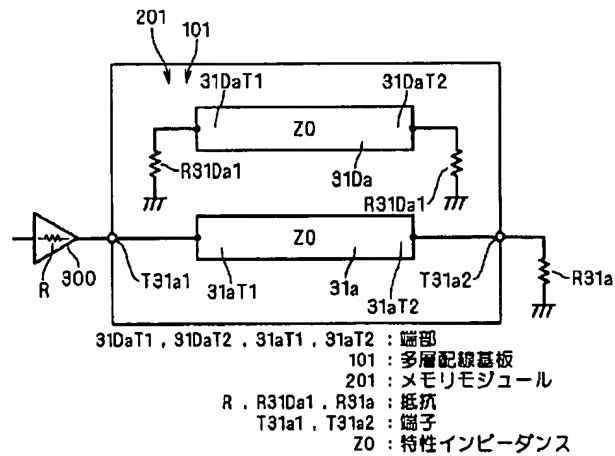 201 101
31DaT1 31DaT2
Z0
R31Da1 31Da R31Da1
Z0
R 300 T31a1 31aT1 31a 31aT2 T31a2 R31a
31DaT1 , 31DaT2 , 31aT1 , 31aT2 : 端部
101 : 多層配線基板
201 : メモリモジュール
R , R31Da1 , R31a : 抵抗
T31a1 , T31a2 : 端子
Z0 : 特性インピーダンス